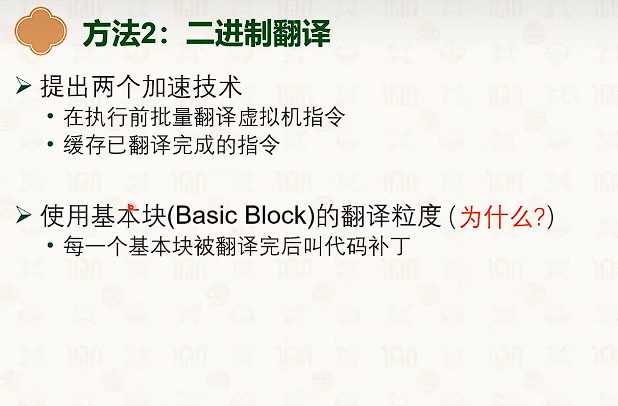 方法2：二进制翻译
➢ 提出两个加速技术
• 在执行前批量翻译虚拟机指令
• 缓存已翻译完成的指令
➢ 使用基本块(Basic Block)的翻译粒度 (为什么?)
• 每一个基本块被翻译完后叫代码补丁